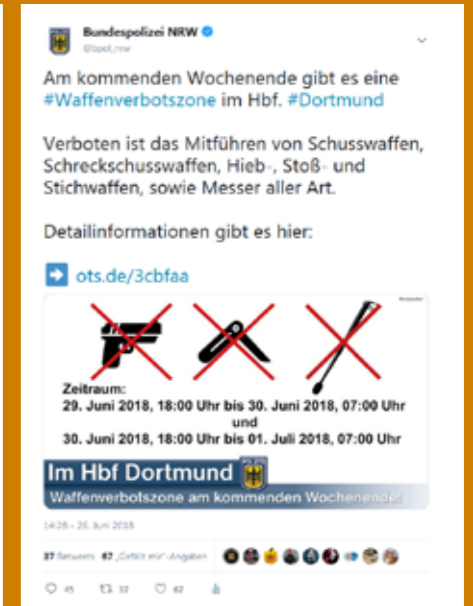 Bundespolizei NRW
@bpol_nrw
Am kommenden Wochenende gibt es eine
#Waffenverbotszone im Hbf. #Dortmund
Verboten ist das Mitführen von Schusswaffen,
Schreckschusswaffen, Hieb-, Stoß- und
Stichwaffen, sowie Messer aller Art.
Detailinformationen gibt es hier:
ots.de/3cbfaa
Zeitraum:
29. Juni 2018, 18:00 Uhr bis 30. Juni 2018, 07:00 Uhr
und
30. Juni 2018, 18:00 Uhr bis 01. Juli 2018, 07:00 Uhr
Im Hbf Dortmund
Waffenverbotszone am kommenden Wochenende!
14:28 - 26. Juni 2018
37 Retweets 67 „Gefällt mir"-Angaben
45 37 67